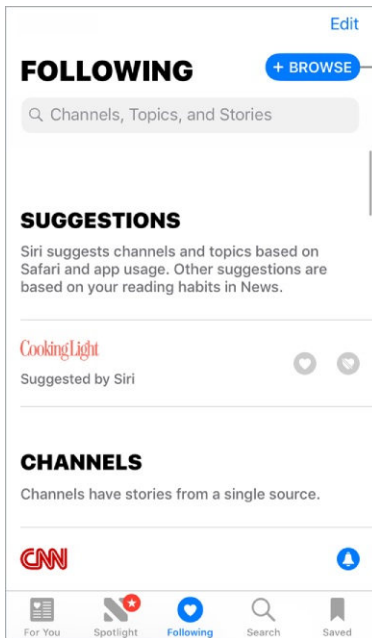 Edit
FOLLOWING
+ BROWSE
Channels, Topics, and Stories
SUGGESTIONS
Siri suggests channels and topics based on
Safari and app usage. Other suggestions are
based on your reading habits in News.
CookingLight
Suggested by Siri
CHANNELS
Channels have stories from a single source.
CNN
For You Spotlight Following Search Saved